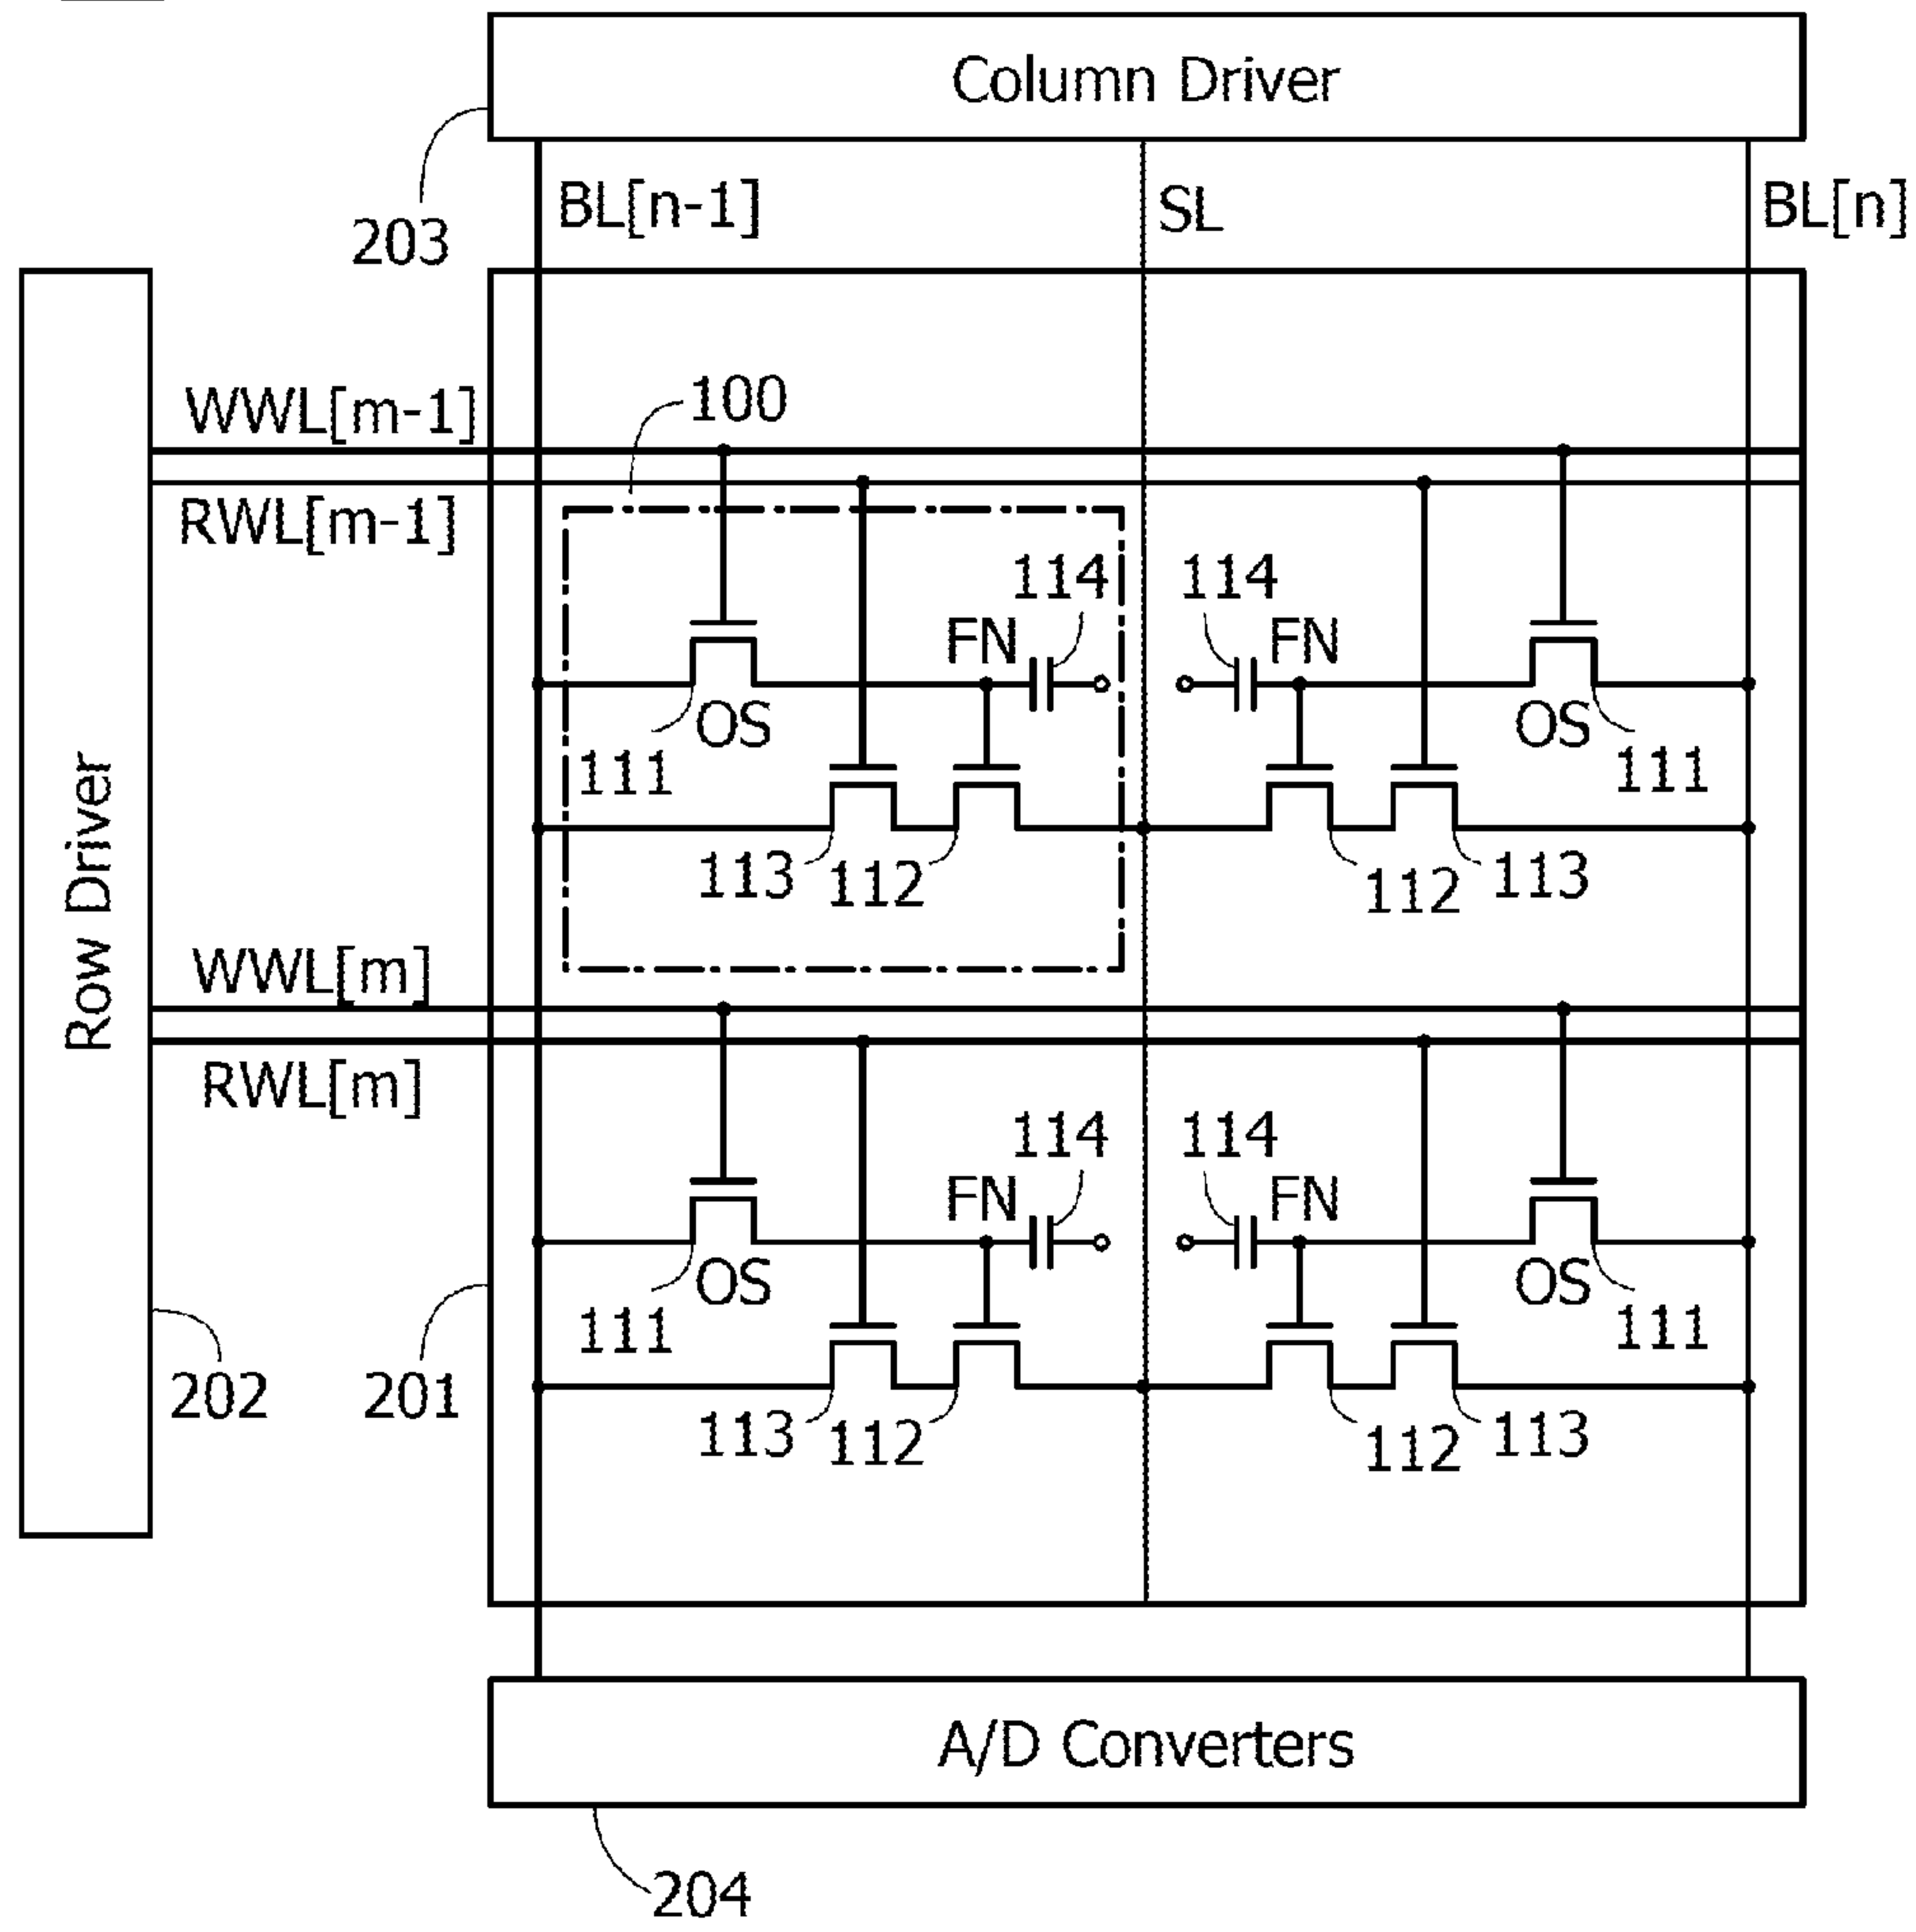 Column Driver
BL[n-1]
SL
BL[n]
203
WWL[m-1]
100
RWL[m-1]
114
114
FN
FN
OS
OS
111
111
113
112
112
113
Row Driver
WWL[m]
RWL[m]
114
114
FN
FN
OS
OS
111
111
202
201
113
112
112
113
A/D Converters
204